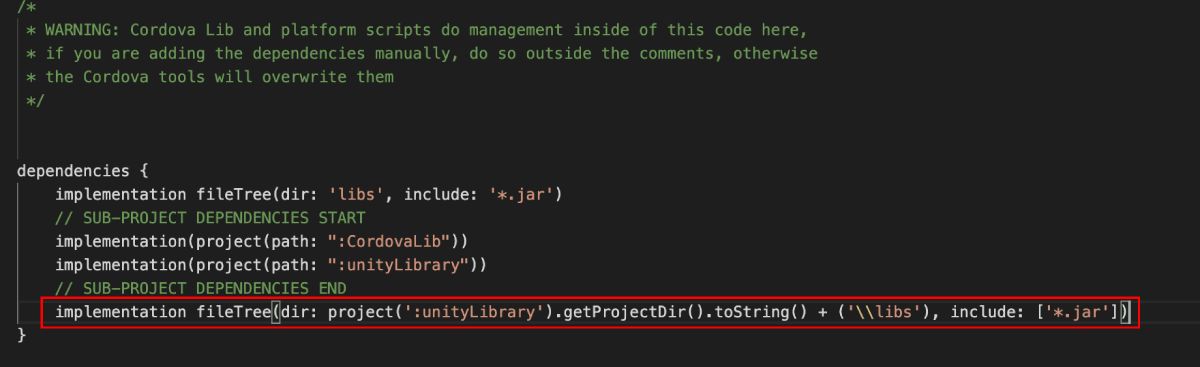 /*
* WARNING: Cordova Lib and platform scripts do management inside of this code here,
* if you are adding the dependencies manually, do so outside the comments, otherwise
* the Cordova tools will overwrite them
*/
dependencies {
implementation fileTree(dir: 'libs', include: '*.jar')
// SUB-PROJECT DEPENDENCIES START
implementation(project(path: ":CordovaLib"))
implementation(project(path: ":unityLibrary"))
// SUB-PROJECT DEPENDENCIES END
implementation fileTree(dir: project(':unityLibrary').getProjectDir().toString() + ('\\libs'), include: ['*.jar'])
}